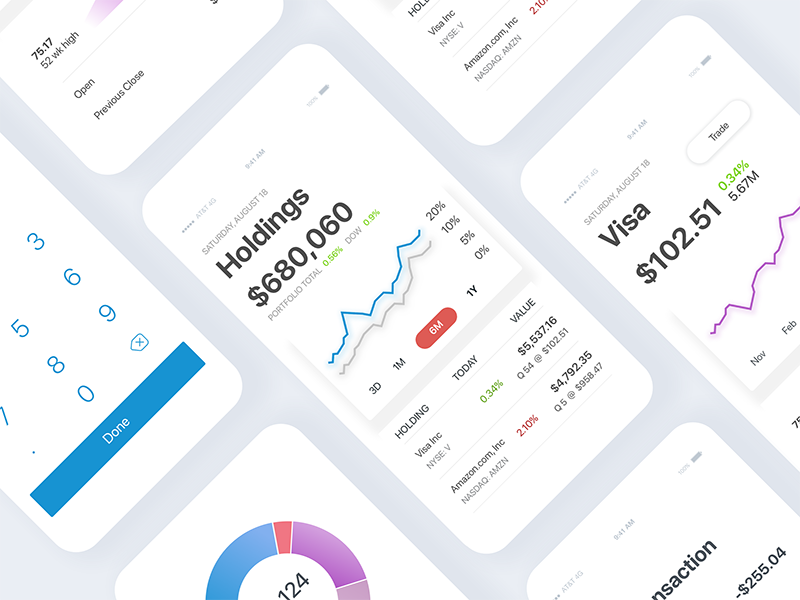 75.17
52 wk high
Open
Previous Close
Visa Inc
NYSE: V
Amazon.com, Inc
NASDAQ: AMZN
2.10%
3
6
5
9
8
0
.
Done
100%
9:41 AM
AT&T 4G
SATURDAY, AUGUST 18
Holdings
$680,060
PORTFOLIO TOTAL 0.56% DOW 0.9%
20%
10%
5%
0%
3D 1M 6M 1Y
HOLDING TODAY VALUE
Visa Inc 0.34% $5,537.16
NYSE: V Q 54 @ $102.51
Amazon.com, Inc 2.10% $4,792.35
NASDAQ: AMZN Q 5 @ $958.47
100%
9:41 AM
AT&T 4G
Trade
SATURDAY, AUGUST 18
Visa
0.34%
$102.51 5.67M
Nov Feb
124
100%
9:41 AM
AT&T 4G
nsaction
-$255.04